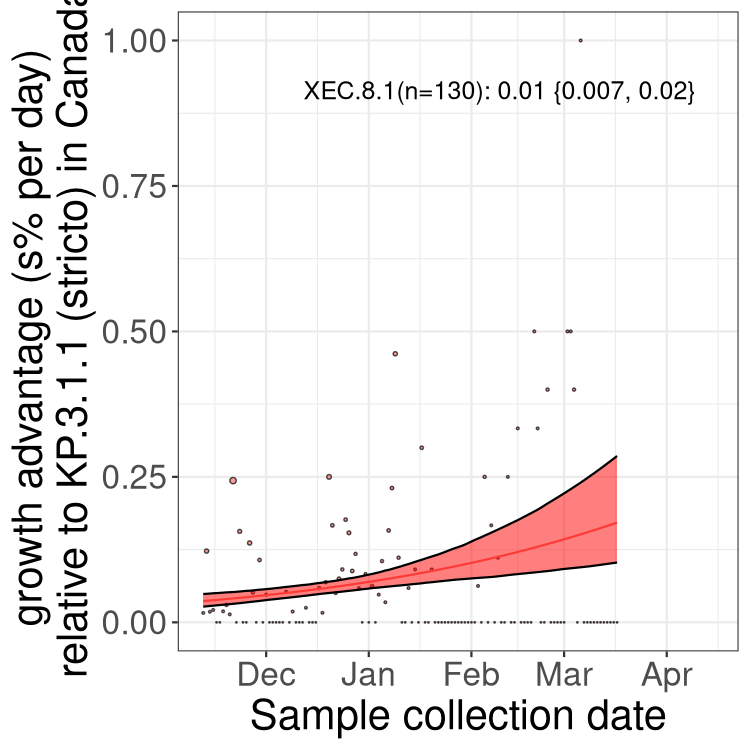 growth advantage (s% per day)
relative to KP.3.1.1 (stricto) in Canada
1.00
0.75
0.50
0.25
0.00
XEC.8.1(n=130): 0.01 {0.007, 0.02}
Dec Jan Feb Mar Apr
Sample collection date